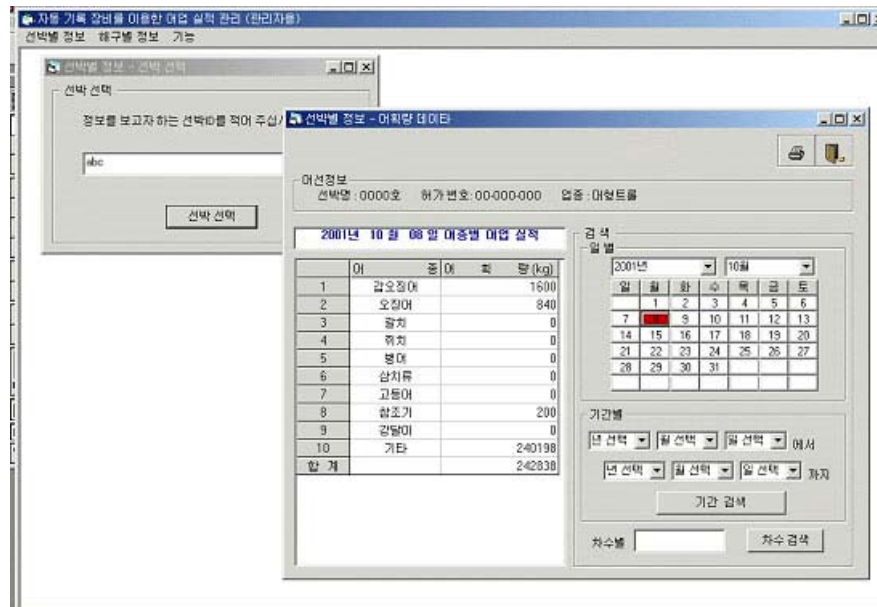 자동 기록 장비를 이용한 어업 실적 관리 (관리자용)
선박별 정보 해구별 정보 기능
선박별 정보 - 선박 선택
선박 선택
정보를 보고자 하는 선박ID를 적어 주십
abc
선박 선택
선박별 정보 - 어획량 데이타
어선정보
선박명 : 0000호 허가 번호 : 00-000-000 업종 : 대형트롤
2001년 10 월 08 일 어종별 어업 실적
어 종 어 획 량 (kg)
1 갑오징어 1600
2 오징어 840
3 갈치 0
4 쥐치 0
5 병어 0
6 삼치류 0
7 고등어 0
8 참조기 200
9 강달이 0
10 기타 240198
합 계 242838
검색
일 별
2001년 10월
일 월 화 수 목 금 토
1 2 3 4 5 6
7 8 9 10 11 12 13
14 15 16 17 18 19 20
21 22 23 24 25 26 27
28 29 30 31
기간별
년 선택 월 선택 일 선택 에서
년 선택 월 선택 일 선택 까지
기간 검색
차수별 차수 검색